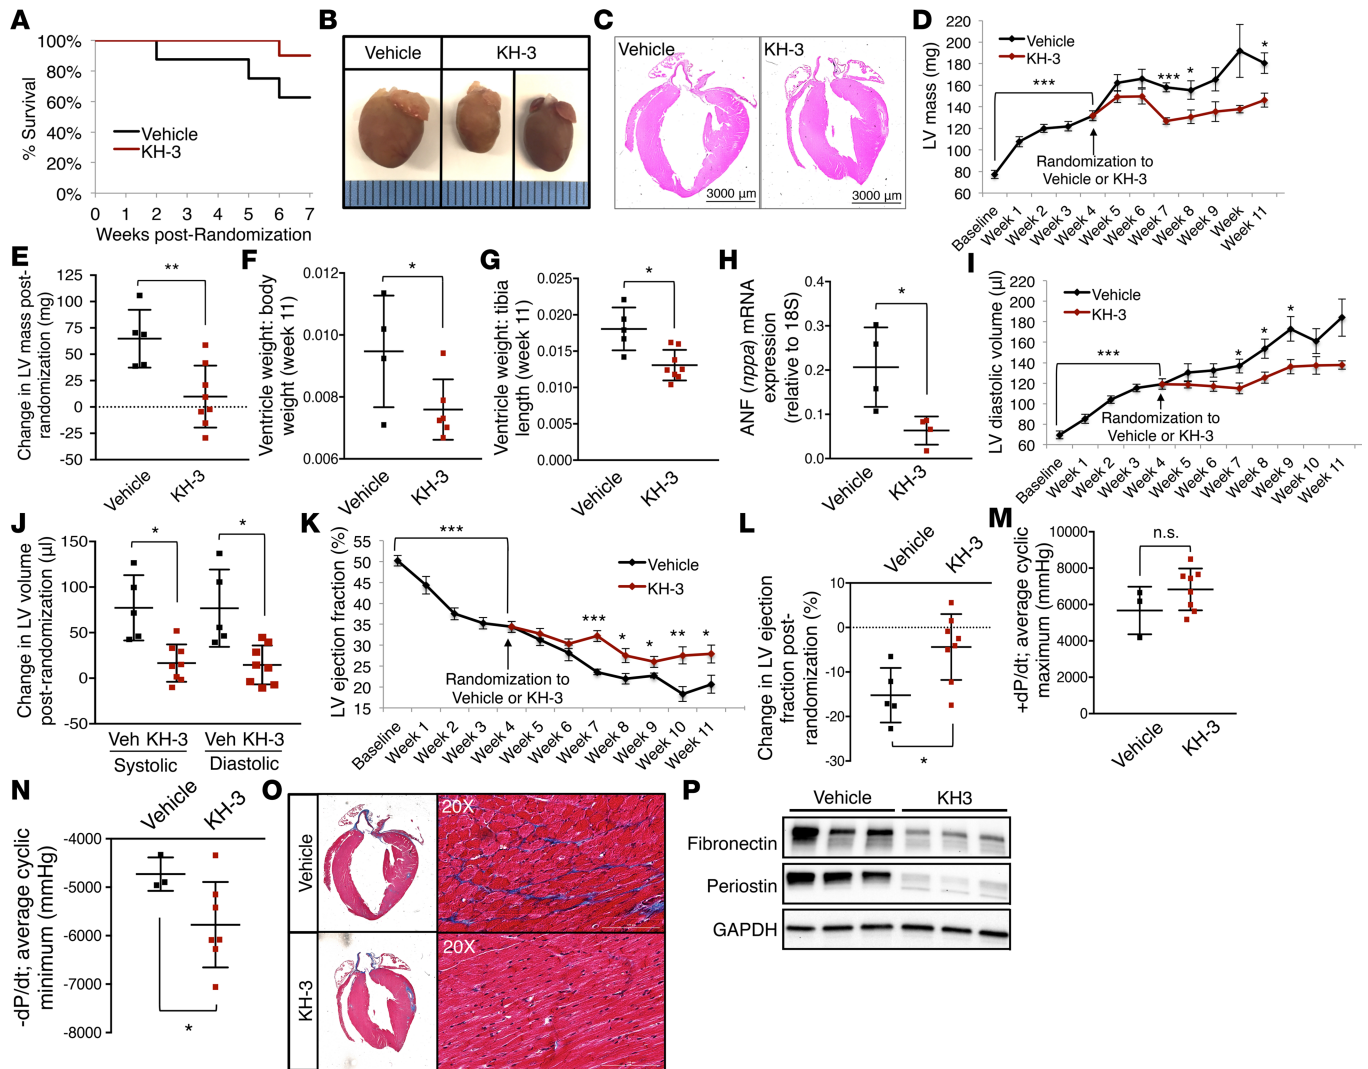 A
100%
80%
60%
40%
20%
0%
% Survival
Vehicle
KH-3
0 1 2 3 4 5 6 7
Weeks post-Randomization
B
Vehicle
KH-3
C
Vehicle
KH-3
3000 µm
3000 µm
D
LV mass (mg)
220
200
180
160
140
120
100
80
60
Vehicle
KH-3
***
***
*
*
Randomization to
Vehicle or KH-3
Baseline
Week 1
Week 2
Week 3
Week 4
Week 5
Week 6
Week 7
Week 8
Week 9
Week
Week 11
E
Change in LV mass post-
randomization (mg)
125
100
75
50
25
0
-25
-50
**
Vehicle
KH-3
F
Ventricle weight: body
weight (week 11)
0.012
0.010
0.008
0.006
*
Vehicle
KH-3
G
Ventricle weight: tibia
length (week 11)
0.025
0.020
0.015
0.010
0.005
0.000
*
Vehicle
KH-3
H
ANF (nppa) mRNA
expression
(relative to 18S)
0.4
0.3
0.2
0.1
0.0
*
Vehicle
KH-3
I
LV diastolic volume (µl)
220
200
180
160
140
120
100
80
60
Vehicle
KH-3
***
*
*
*
Randomization to
Vehicle or KH-3
Baseline
Week 1
Week 2
Week 3
Week 4
Week 5
Week 6
Week 7
Week 8
Week 9
Week 10
Week 11
J
Change in LV volume
post-randomization (µl)
150
100
50
0
-50
*
*
Veh KH-3 Veh KH-3
Systolic Diastolic
K
LV ejection fraction (%)
55
50
45
40
35
30
25
20
15
***
Vehicle
KH-3
***
*
*
**
*
Randomization to
Vehicle or KH-3
Baseline
Week 1
Week 2
Week 3
Week 4
Week 5
Week 6
Week 7
Week 8
Week 9
Week 10
Week 11
L
Vehicle
KH-3
Change in LV ejection
fraction post-
randomization (%)
10
0
-10
-20
-30
*
M
+dP/dt; average cyclic
maximum (mmHg)
10000
8000
6000
4000
2000
0
n.s.
Vehicle
KH-3
N
Vehicle
KH-3
-dP/dt; average cyclic
minimum (mmHg)
-4000
-5000
-6000
-7000
-8000
*
O
Vehicle
20X
KH-3
20X
P
Vehicle KH3
Fibronectin
Periostin
GAPDH